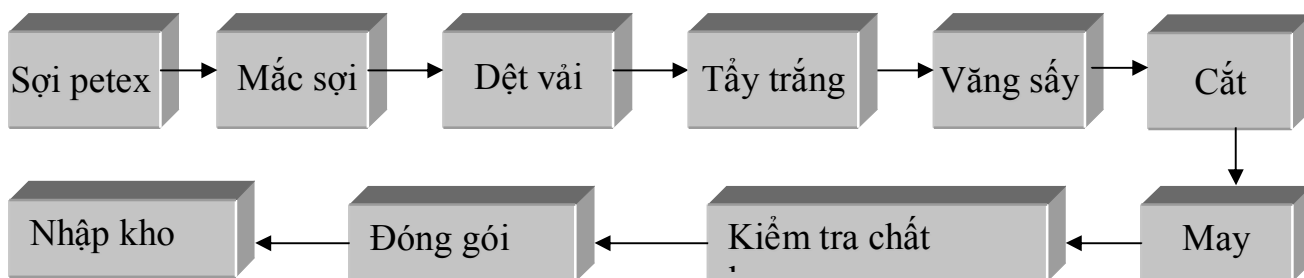 Sợi petex
Mắc sợi
Dệt vải
Tẩy trắng
Văng sấy
Cắt
May
Kiểm tra chất
Đóng gói
Nhập kho